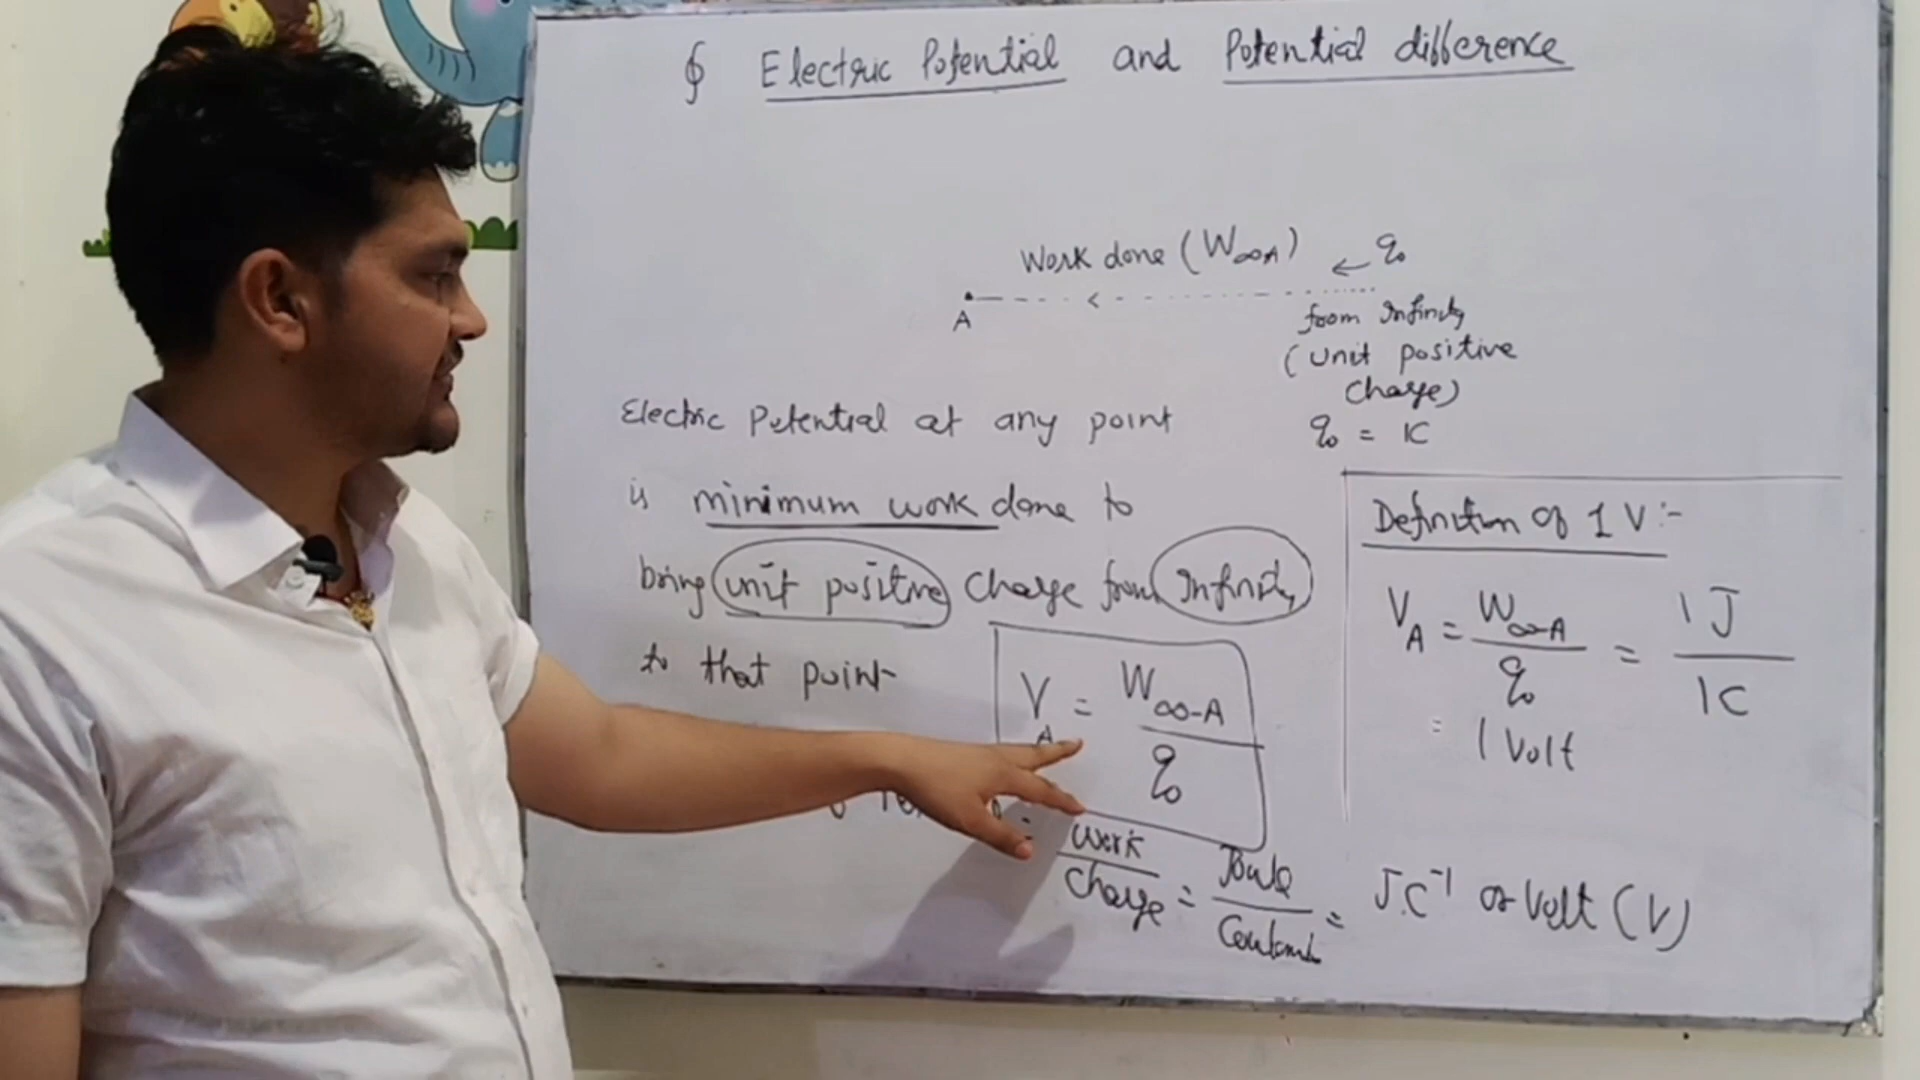 ∮ Electric Potential and Potential difference
Work done (W∞A) ← q₀
A
from Infinity
(unit positive
charge)
q₀ = 1C
Electric Potential at any point
is minimum work done to
bring unit positive charge from Infinity
to that point
V_A = W∞-A / q₀
= Work / Charge = Joule / Coulomb = J.C⁻¹ or Volt (V)
Definition of 1 V :-
V_A = W∞-A / q₀ = 1 J / 1C
= 1 Volt